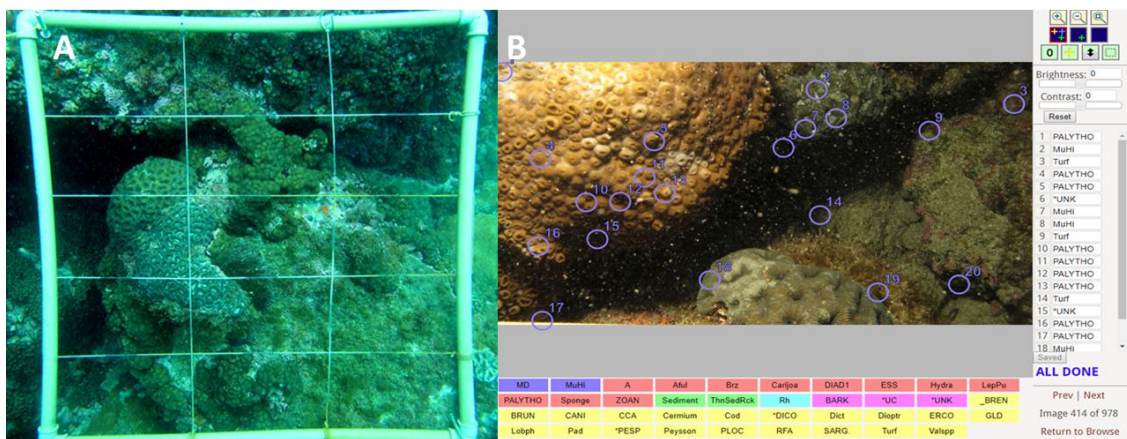 A
B
0
Brightness: 0
Contrast: 0
Reset
1 PALYTHO
2 MuHi
3 Turf
4 PALYTHO
5 PALYTHO
6 *UNK
7 MuHi
8 MuHi
9 Turf
10 PALYTHO
11 PALYTHO
12 PALYTHO
13 PALYTHO
14 Turf
15 *UNK
16 PALYTHO
17 PALYTHO
18 MuHi
Saved
ALL DONE
Prev | Next
Image 414 of 978
Return to Browse
2
3
4
5
6
7
8
9
10
11
12
13
14
15
16
17
18
19
20
MD MuHi A Aful Brz Carijoa DIAD1 ESS Hydra LepPu
PALYTHO Sponge ZOAN Sediment ThnSedRck Rh BARK *UC *UNK _BREN
BRUN CANI CCA Cermium Cod *DICO Dict Dioptr ERCO GLD
Lobph Pad *PESP Peysson PLOC RFA SARG. Turf Valspp